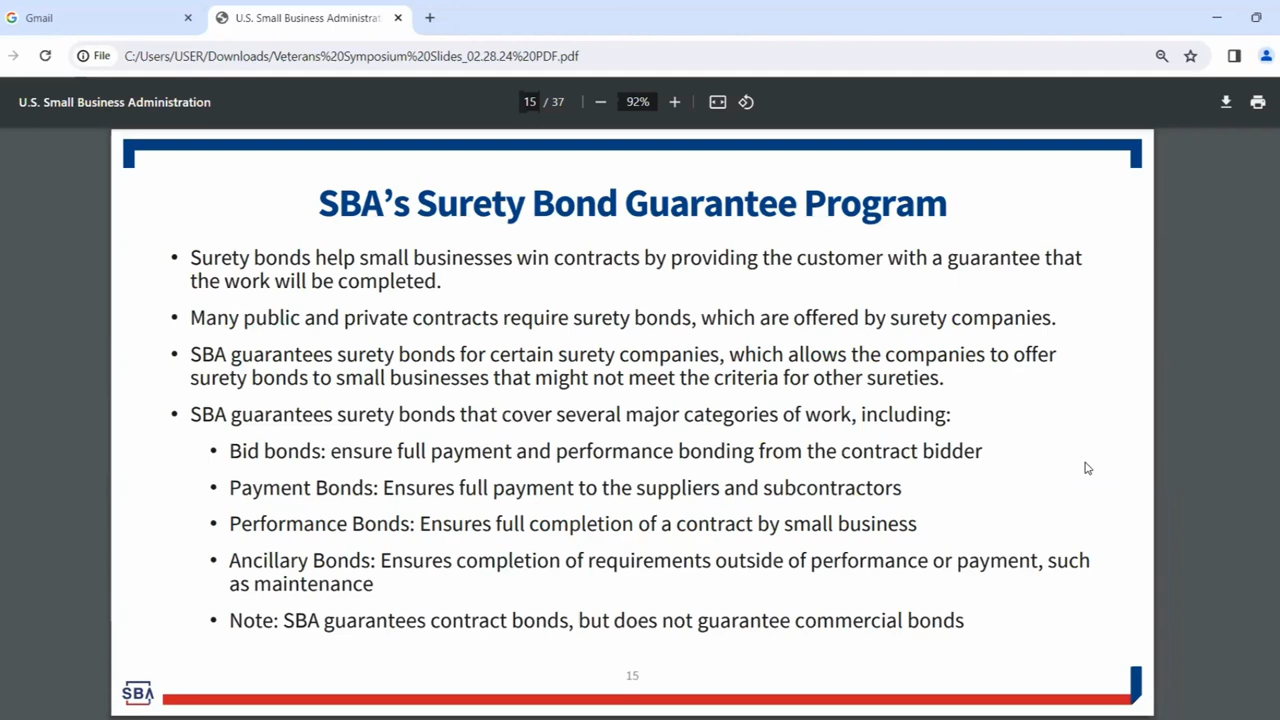 Gmail
U.S. Small Business Administrat
File
C:/Users/USER/Downloads/Veterans%20Symposium%20Slides_02.28.24%20PDF.pdf
U.S. Small Business Administration
15 / 37
92%
SBA’s Surety Bond Guarantee Program
• Surety bonds help small businesses win contracts by providing the customer with a guarantee that
the work will be completed.
• Many public and private contracts require surety bonds, which are offered by surety companies.
• SBA guarantees surety bonds for certain surety companies, which allows the companies to offer
surety bonds to small businesses that might not meet the criteria for other sureties.
• SBA guarantees surety bonds that cover several major categories of work, including:
• Bid bonds: ensure full payment and performance bonding from the contract bidder
• Payment Bonds: Ensures full payment to the suppliers and subcontractors
• Performance Bonds: Ensures full completion of a contract by small business
• Ancillary Bonds: Ensures completion of requirements outside of performance or payment, such
as maintenance
• Note: SBA guarantees contract bonds, but does not guarantee commercial bonds
15
SBA